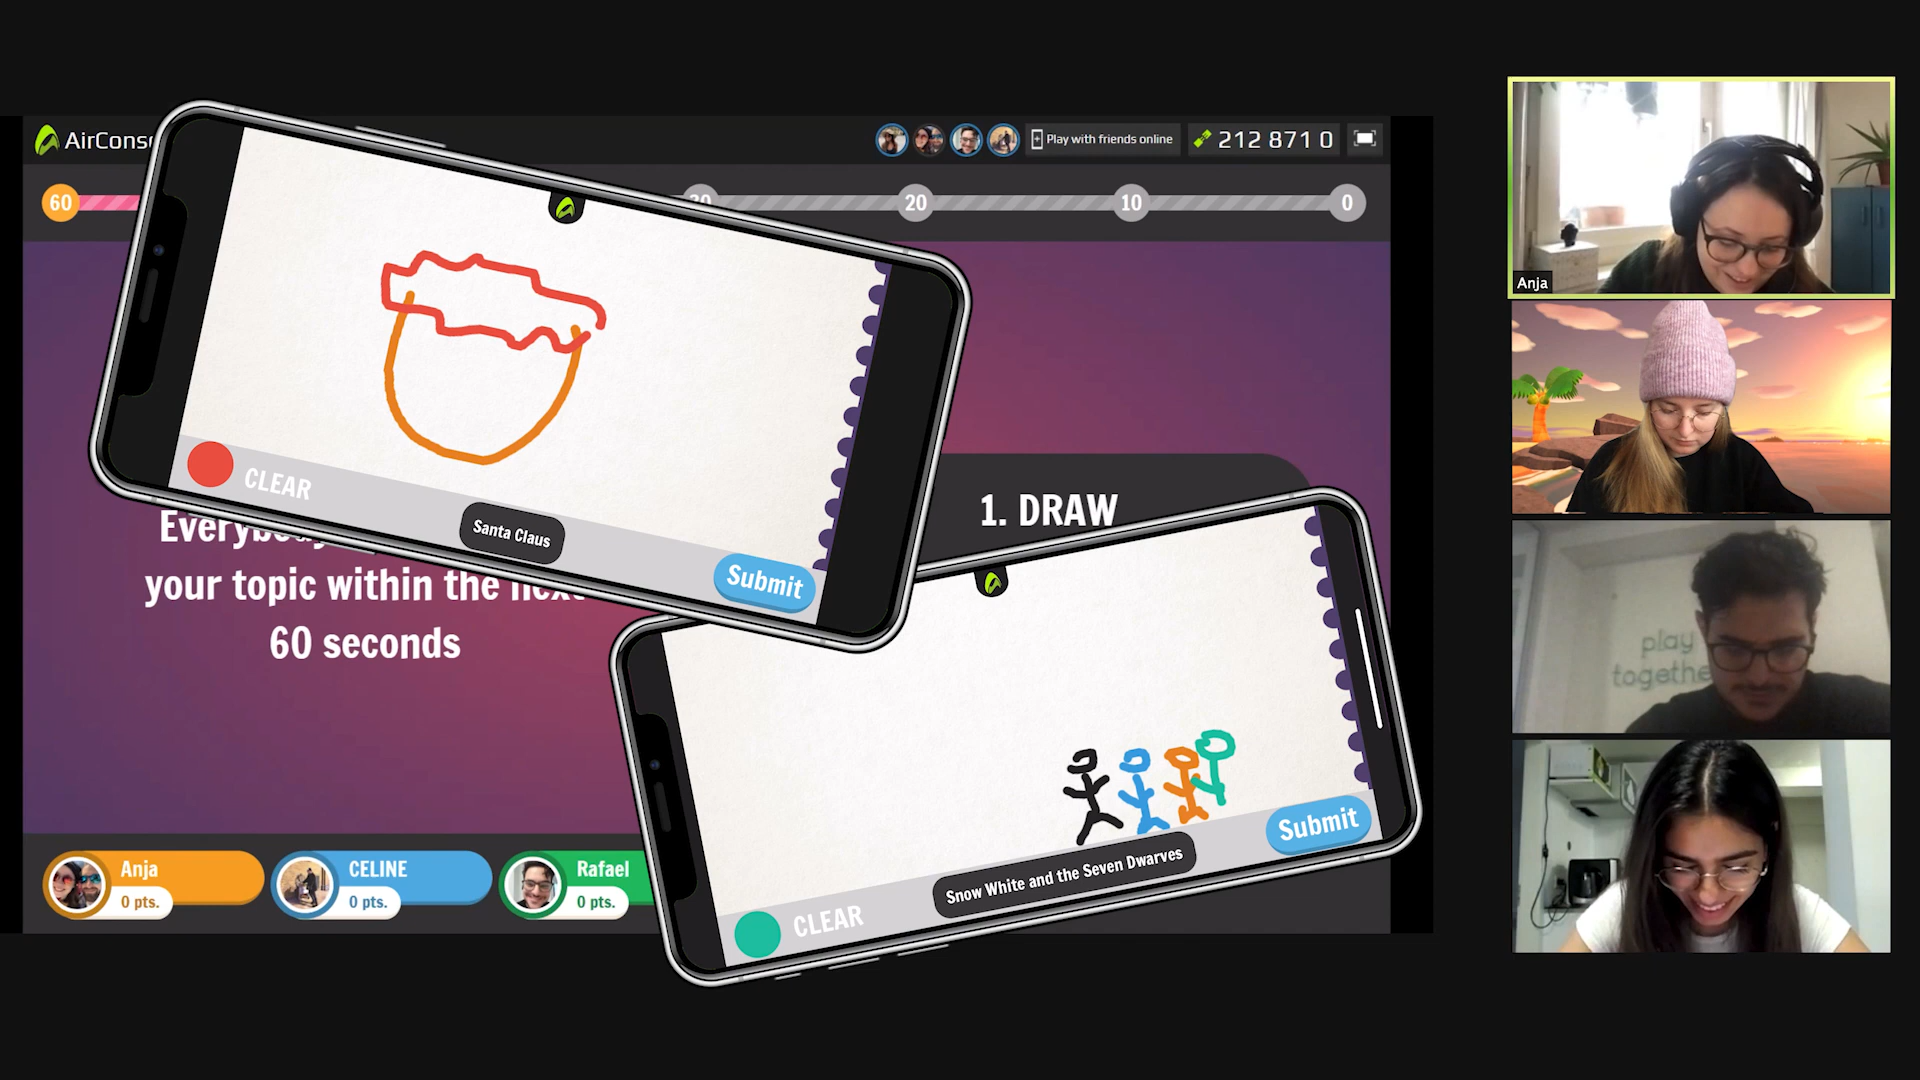 AirConso
Play with friends online
212 871 0
60
20
10
0
CLEAR
Santa Claus
Submit
1. DRAW
your topic within the
60 seconds
Anja
0 pts.
CELINE
0 pts.
Rafael
0 pts.
CLEAR
Snow White and the Seven Dwarves
Submit
Anja
play
togethe